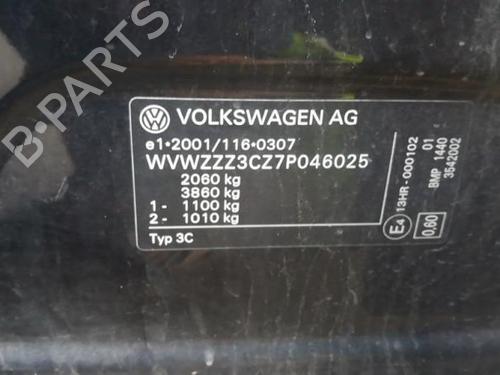 VOLKSWAGEN AG
e1•2001/116•0307
WVWZZZ3CZ7P046025
2060 kg
3860 kg
1- 1100 kg
2- 1010 kg
Typ 3C
E4 13HR-000102
01
BMP 1440
3542002
0.60
B-PARTS